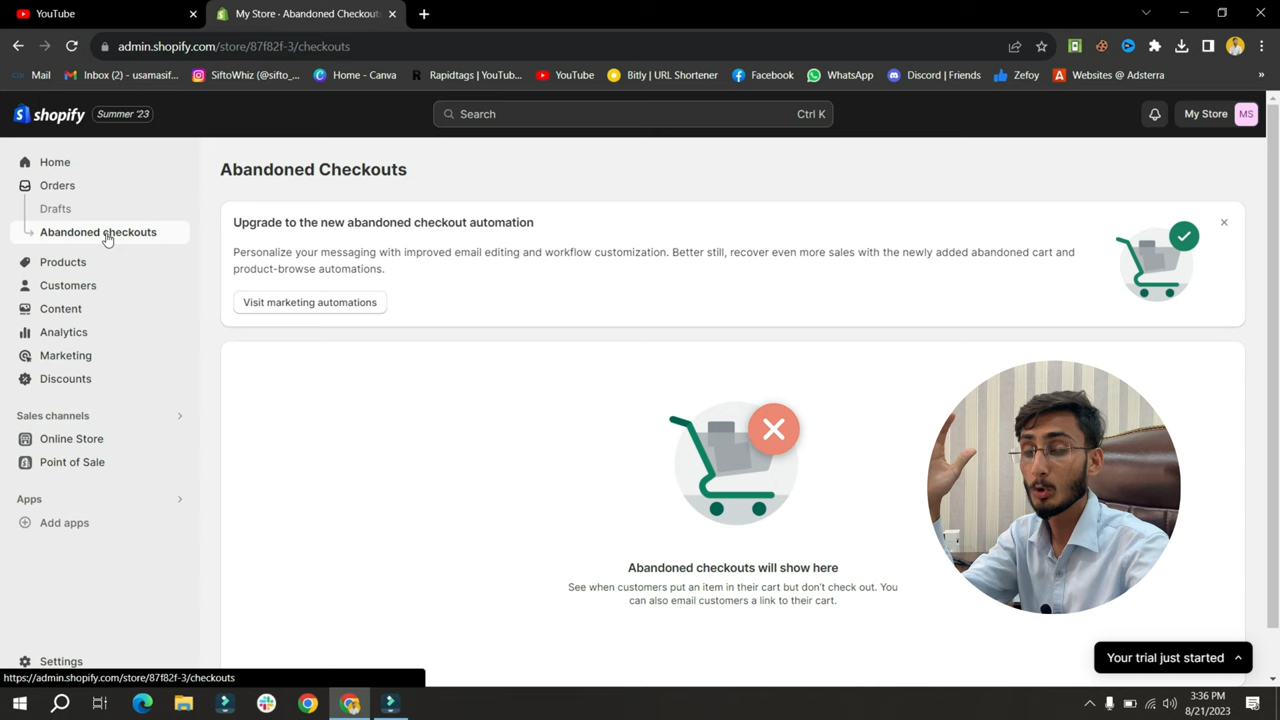 YouTube
My Store · Abandoned Checkouts
admin.shopify.com/store/87f82f-3/checkouts
Mail
Inbox (2) - usamasif...
SiftoWhiz (@sifto_...
Home - Canva
Rapidtags | YouTub...
YouTube
Bitly | URL Shortener
Facebook
WhatsApp
Discord | Friends
Zefoy
Websites @ Adsterra
»
shopify
Summer '23
Search
Ctrl K
My Store
MS
Home
Orders
Drafts
Abandoned checkouts
Products
Customers
Content
Analytics
Marketing
Discounts
Sales channels
Online Store
Point of Sale
Apps
Add apps
Settings
Abandoned Checkouts
Upgrade to the new abandoned checkout automation
Personalize your messaging with improved email editing and workflow customization. Better still, recover even more sales with the newly added abandoned cart and
product-browse automations.
Visit marketing automations
Abandoned checkouts will show here
See when customers put an item in their cart but don't check out. You
can also email customers a link to their cart.
Your trial just started
https://admin.shopify.com/store/87f82f-3/checkouts
3:36 PM
8/21/2023